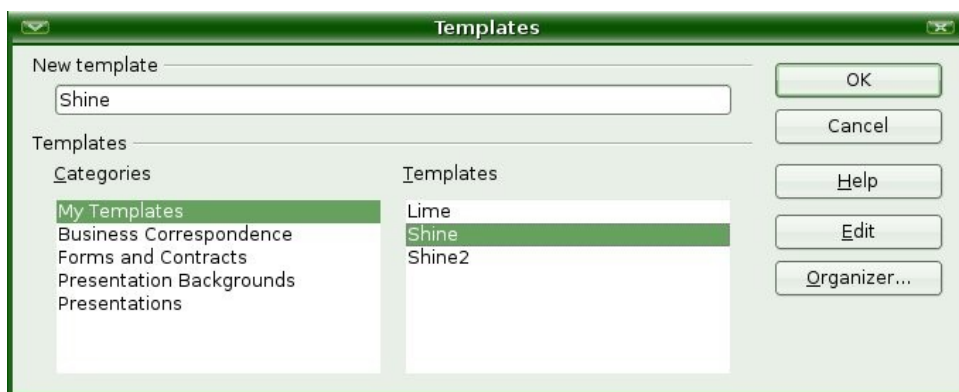 Templates
New template
Shine
Templates
Categories
My Templates
Business Correspondence
Forms and Contracts
Presentation Backgrounds
Presentations
Templates
Lime
Shine
Shine2
OK
Cancel
Help
Edit
Organizer...